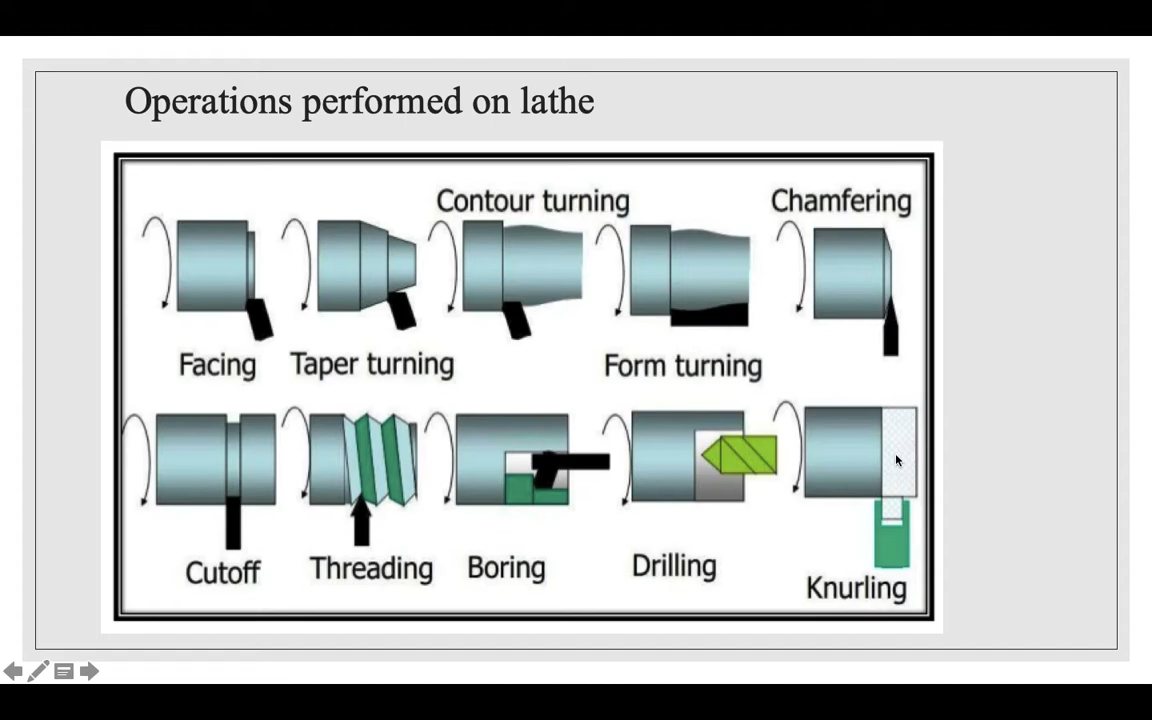 Operations performed on lathe
Contour turning
Chamfering
Facing
Taper turning
Form turning
Cutoff
Threading
Boring
Drilling
Knurling